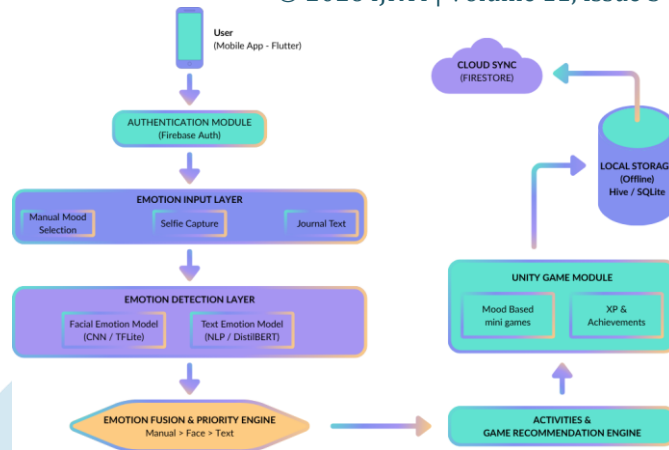 User
(Mobile App - Flutter)
AUTHENTICATION MODULE
(Firebase Auth)
EMOTION INPUT LAYER
Manual Mood
Selection
Selfie Capture
Journal Text
EMOTION DETECTION LAYER
Facial Emotion Model
(CNN / TFLite)
Text Emotion Model
(NLP / DistilBERT)
EMOTION FUSION & PRIORITY ENGINE
Manual > Face > Text
ACTIVITIES &
GAME RECOMMENDATION ENGINE
UNITY GAME MODULE
Mood Based
mini games
XP &
Achievements
LOCAL STORAG
(Offline)
Hive / SQLite
CLOUD SYNC
(FIRESTORE)